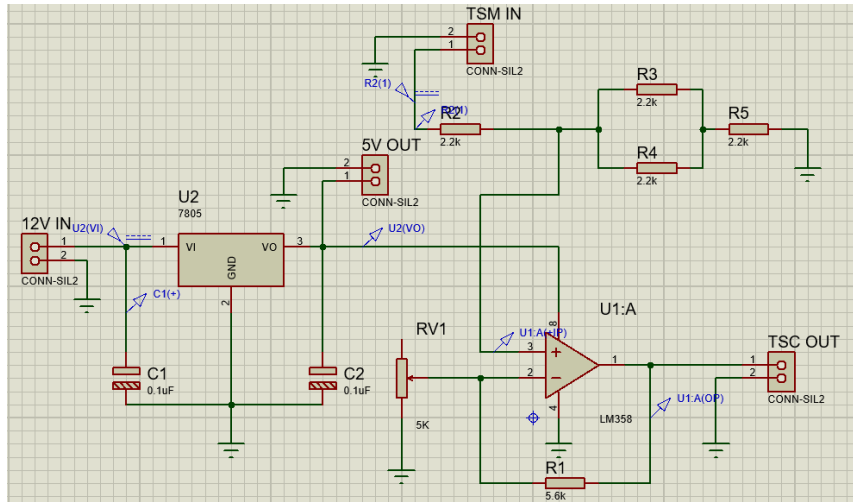 TSM IN
2
1
CONN-SIL2
R2(1)
R2(1)
R2
2.2k
R3
2.2k
R4
2.2k
R5
2.2k
5V OUT
2
1
CONN-SIL2
U2
7805
12V IN
1
2
CONN-SIL2
U2(VI)
1
VI
VO
3
GND
2
U2(VO)
C1(+)
C1
0.1uF
C2
0.1uF
RV1
5K
U1:A
8
U1:A(+IP)
3
2
1
4
LM358
U1:A(OP)
R1
5.6k
TSC OUT
1
2
CONN-SIL2